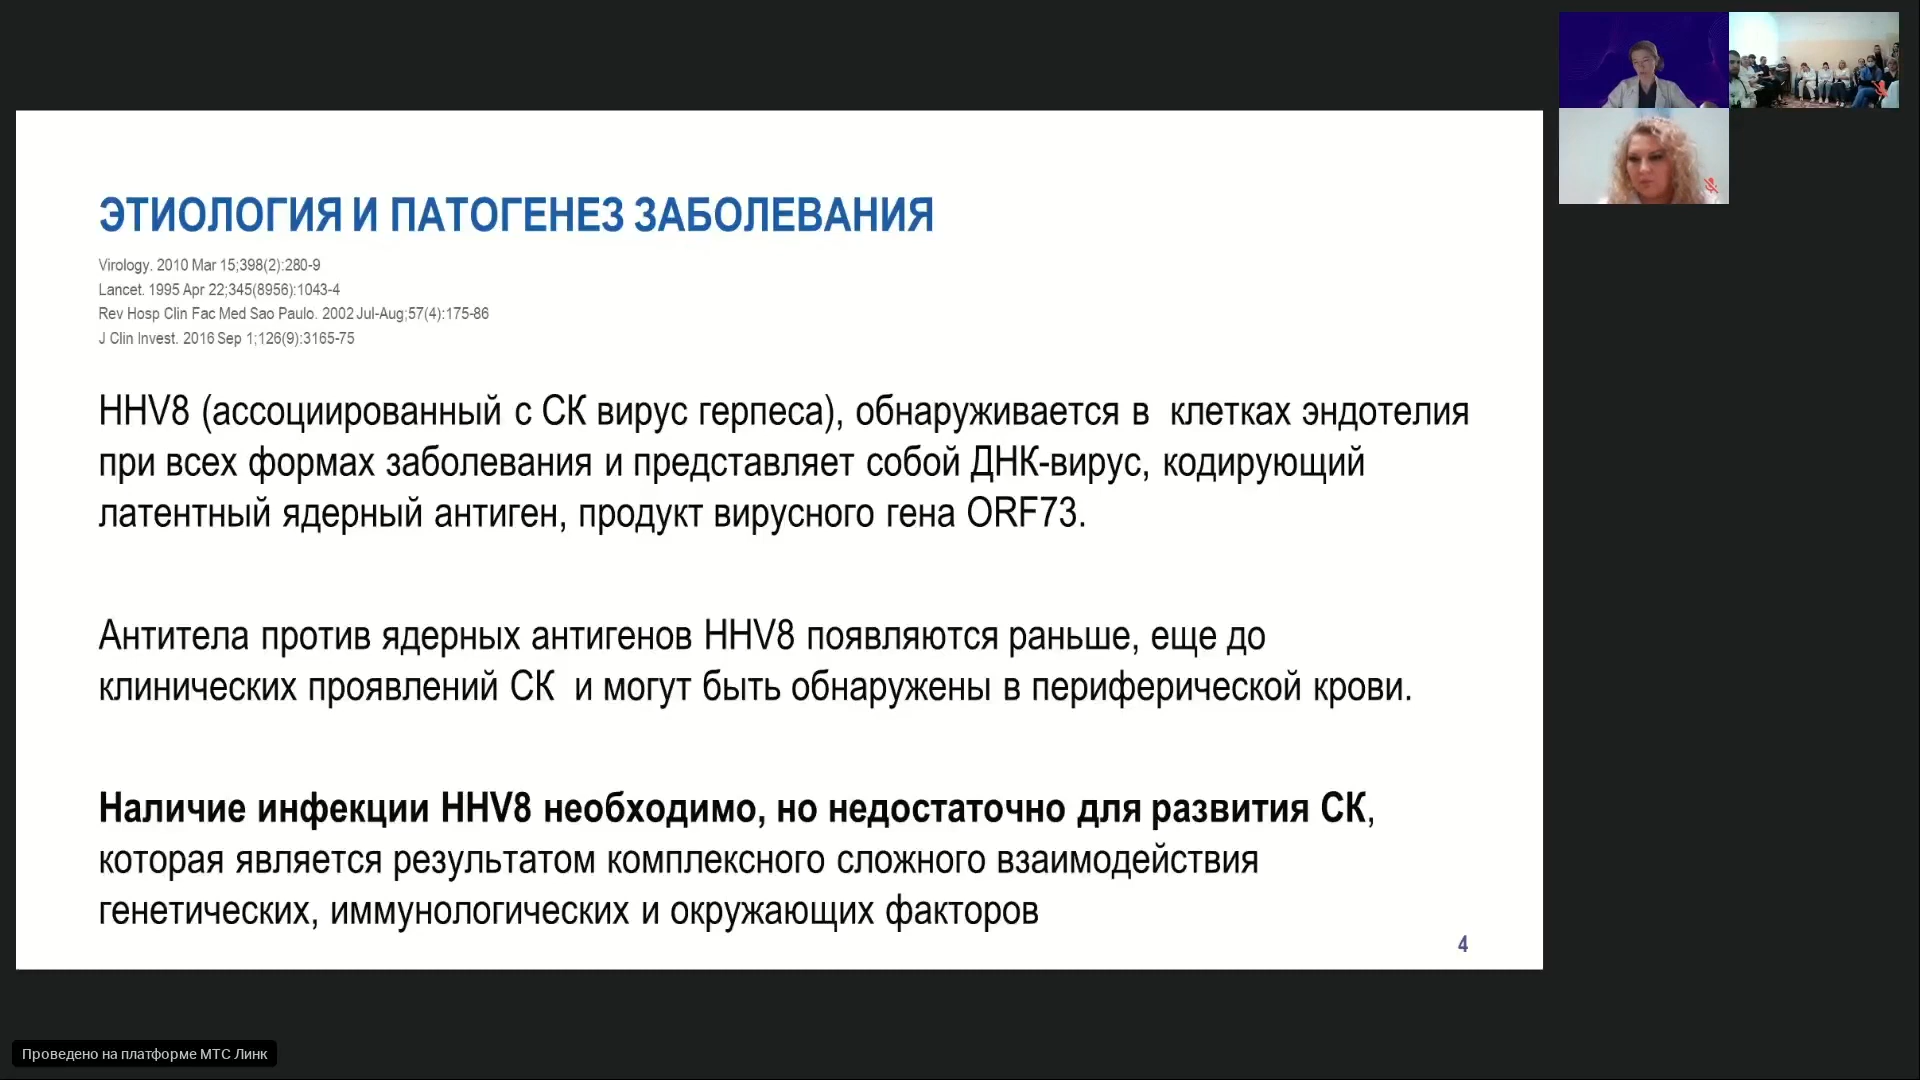 ЭТИОЛОГИЯ И ПАТОГЕНЕЗ ЗАБОЛЕВАНИЯ
Virology. 2010 Mar 15;398(2):280-9
Lancet. 1995 Apr 22;345(8956):1043-4
Rev Hosp Clin Fac Med Sao Paulo. 2002 Jul-Aug;57(4):175-86
J Clin Invest. 2016 Sep 1;126(9):3165-75
HHV8 (ассоциированный с СК вирус герпеса), обнаруживается в клетках эндотелия
при всех формах заболевания и представляет собой ДНК-вирус, кодирующий
латентный ядерный антиген, продукт вирусного гена ORF73.
Антитела против ядерных антигенов HHV8 появляются раньше, еще до
клинических проявлений СК и могут быть обнаружены в периферической крови.
Наличие инфекции HHV8 необходимо, но недостаточно для развития СК,
которая является результатом комплексного сложного взаимодействия
генетических, иммунологических и окружающих факторов
4
Проведено на платформе МТС Линк